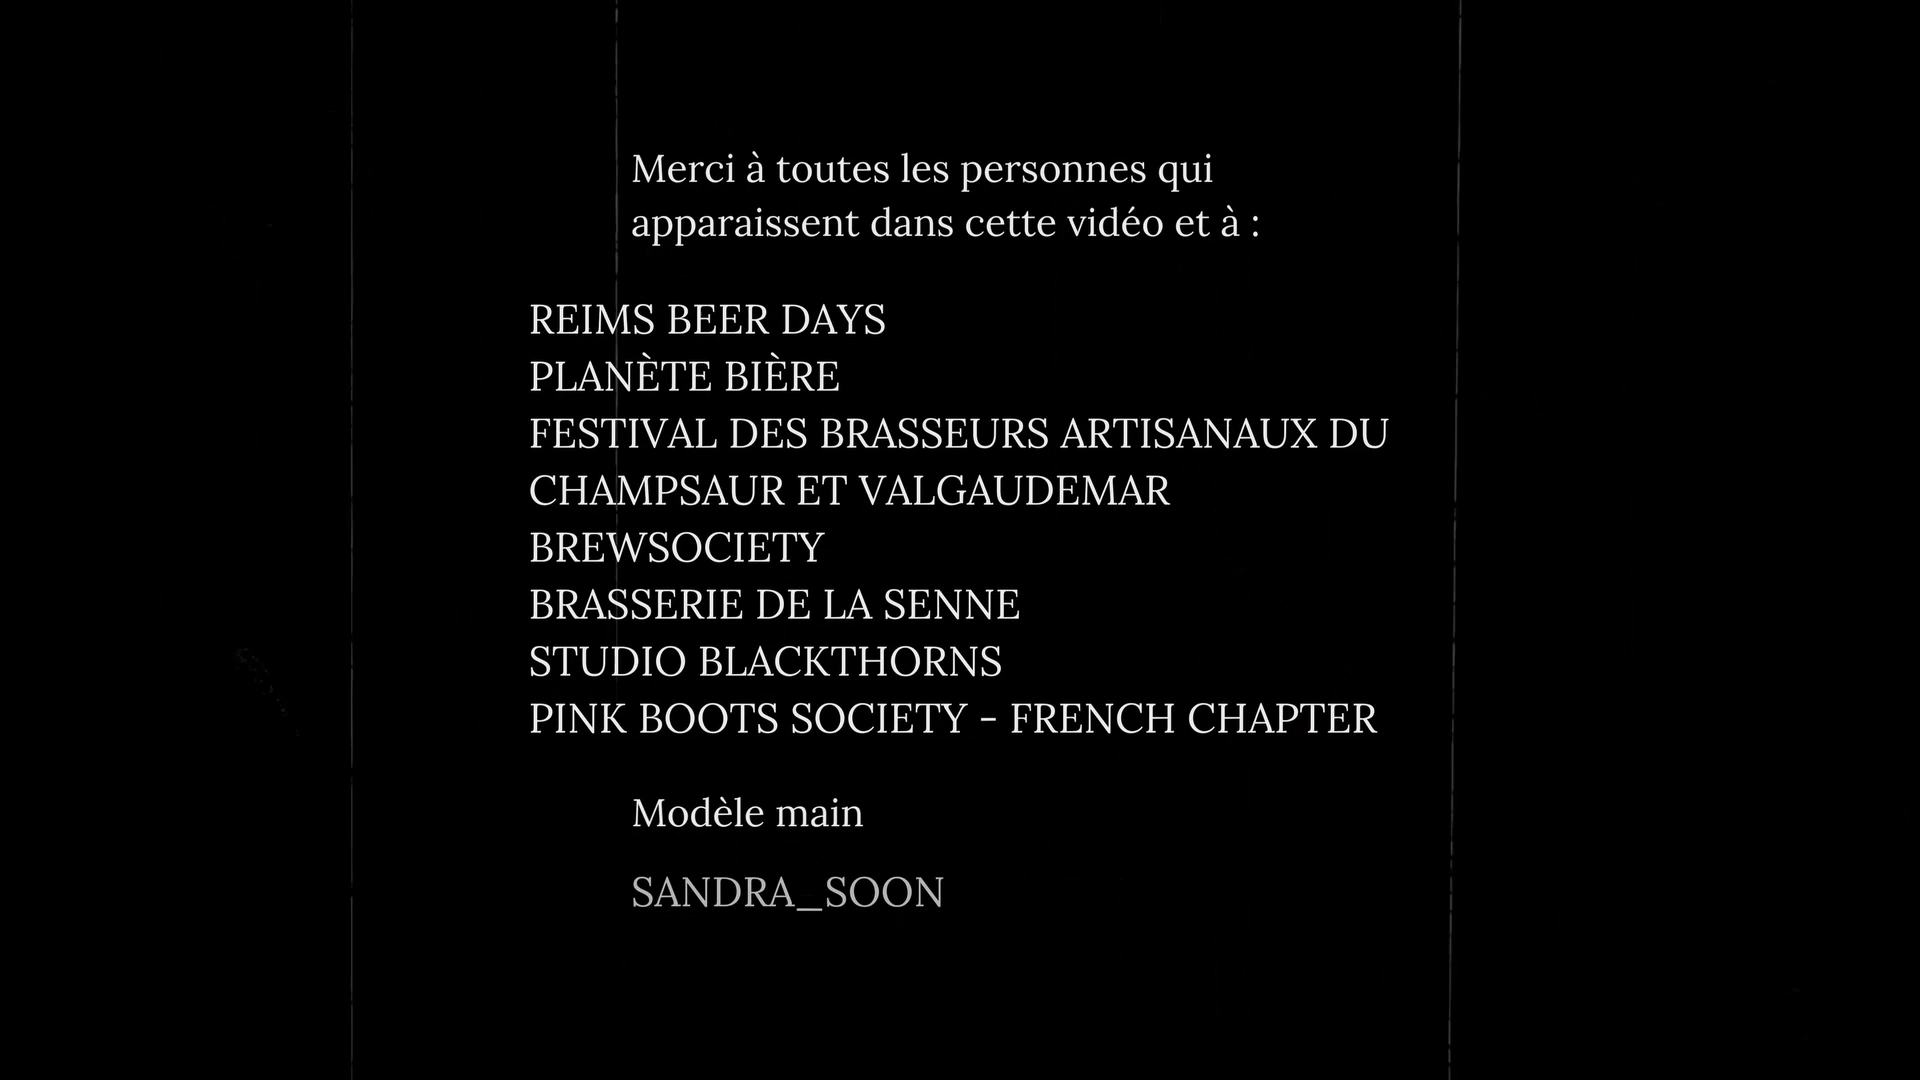 Merci à toutes les personnes qui
apparaissent dans cette vidéo et à :
REIMS BEER DAYS
PLANÈTE BIÈRE
FESTIVAL DES BRASSEURS ARTISANAUX DU
CHAMPSAUR ET VALGAUDEMAR
BREWSOCIETY
BRASSERIE DE LA SENNE
STUDIO BLACKTHORNS
PINK BOOTS SOCIETY - FRENCH CHAPTER
Modèle main
SANDRA_SOON